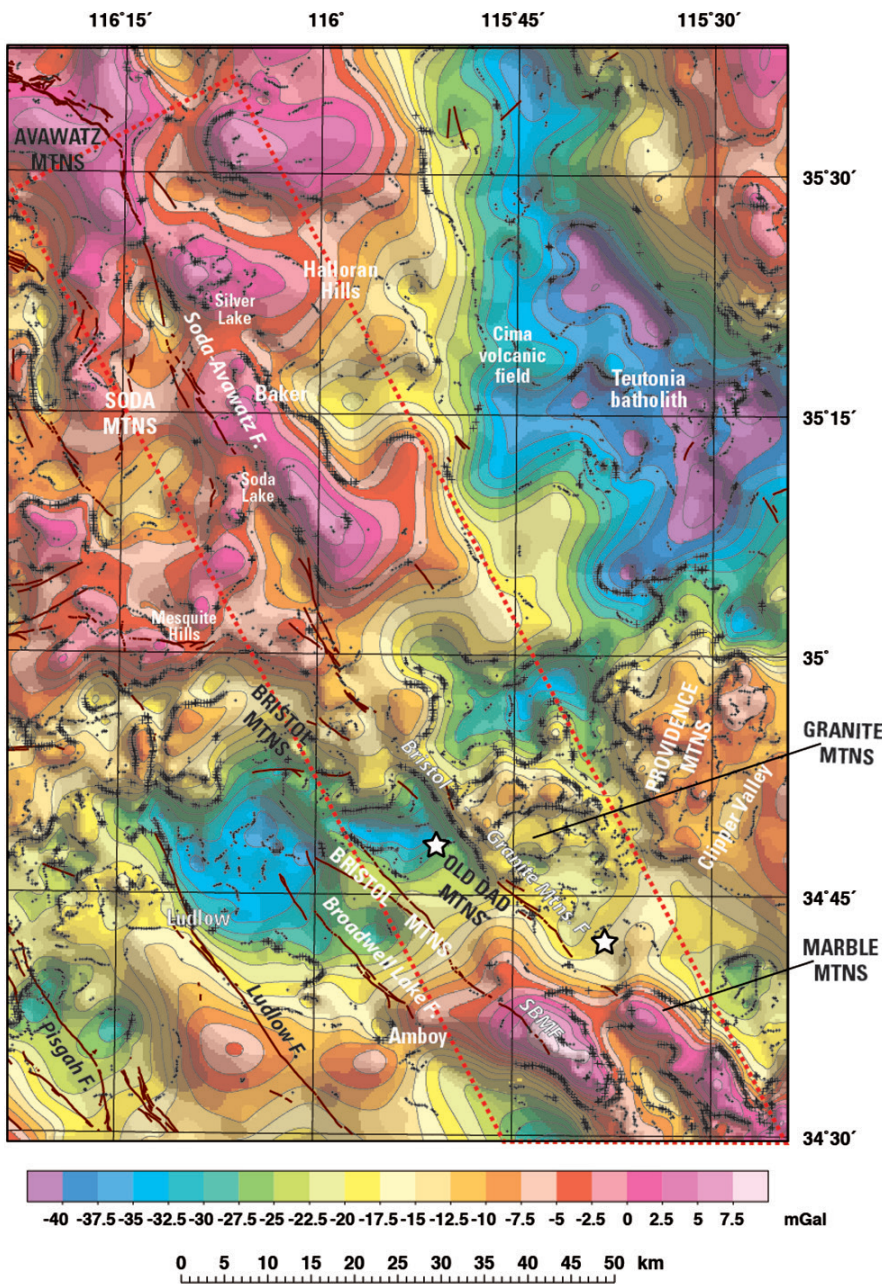 116°15´ 116° 115°45´ 115°30´
AVAWATZ
MTNS
35°30´
Halloran
Hills
Silver
Lake
Soda-Avawatz F.
Cima
volcanic
field
Teutonia
batholith
Baker
SODA
MTNS
35°15´
Soda
Lake
Mesquite
Hills
35°
BRISTOL
MTNS
PROVIDENCE
MTNS
GRANITE
MTNS
Bristol
Granite Mtns F
Clipper Valley
OLD DAD
MTNS
BRISTOL MTNS
34°45´
Ludlow
Broadwell Lake F.
MARBLE
MTNS
Ludlow F.
SBMF
Amboy
Pisgah F.
34°30´
-40 -37.5 -35 -32.5 -30 -27.5 -25 -22.5 -20 -17.5 -15 -12.5 -10 -7.5 -5 -2.5 0 2.5 5 7.5 mGal
0 5 10 15 20 25 30 35 40 45 50 km